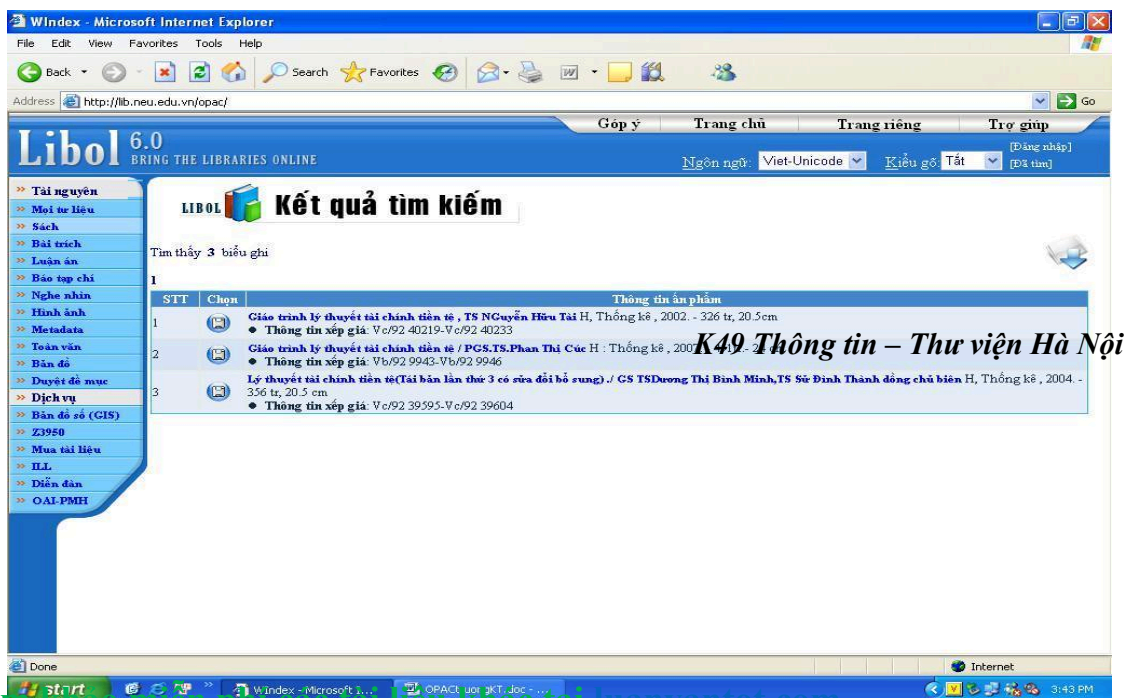 WIndex - Microsoft Internet Explorer
File Edit View Favorites Tools Help
Back Search Favorites
Address http://lib.neu.edu.vn/opac/ Go
Góp ý Trang chủ Trang riêng Trợ giúp
Libol 6.0
BRING THE LIBRARIES ONLINE
Ngôn ngữ: Viet-Unicode Kiểu gõ: Tắt
[Đăng nhập]
[Đã tìm]
Tài nguyên
Mọi tư liệu
Sách
Bài trích
Luận án
Báo tạp chí
Nghe nhìn
Hình ảnh
Metadata
Toàn văn
Bản đồ
Duyệt đề mục
Dịch vụ
Bản đồ số (GIS)
Z3950
Mua tài liệu
ILL
Diễn đàn
OAI-PMH
LIBOL Kết quả tìm kiếm
Tìm thấy 3 biểu ghi
1
STT Chọn Thông tin ấn phẩm
1 Giáo trình lý thuyết tài chính tiền tệ , TS NGuyễn Hữu Tài H, Thống kê , 2002. - 326 tr, 20.5cm
Thông tin xếp giá: Vc/92 40219-Vc/92 40233
2 Giáo trình lý thuyết tài chính tiền tệ / PGS.TS.Phan Thị Cúc H : Thống kê ,
Thông tin xếp giá: Vb/92 9943-Vb/92 9946
K49 Thông tin – Thư viện Hà Nội
3 Lý thuyết tài chính tiền tệ(Tái bản lần thứ 3 có sửa đổi bổ sung)./ GS TSDương Thị Bình Minh,TS Sử Đình Thành đồng chủ biên H, Thống kê , 2004. -
356 tr, 20.5 cm
Thông tin xếp giá: Vc/92 39595-Vc/92 39604
Done Internet
start WIndex - Microsoft I... 3:43 PM